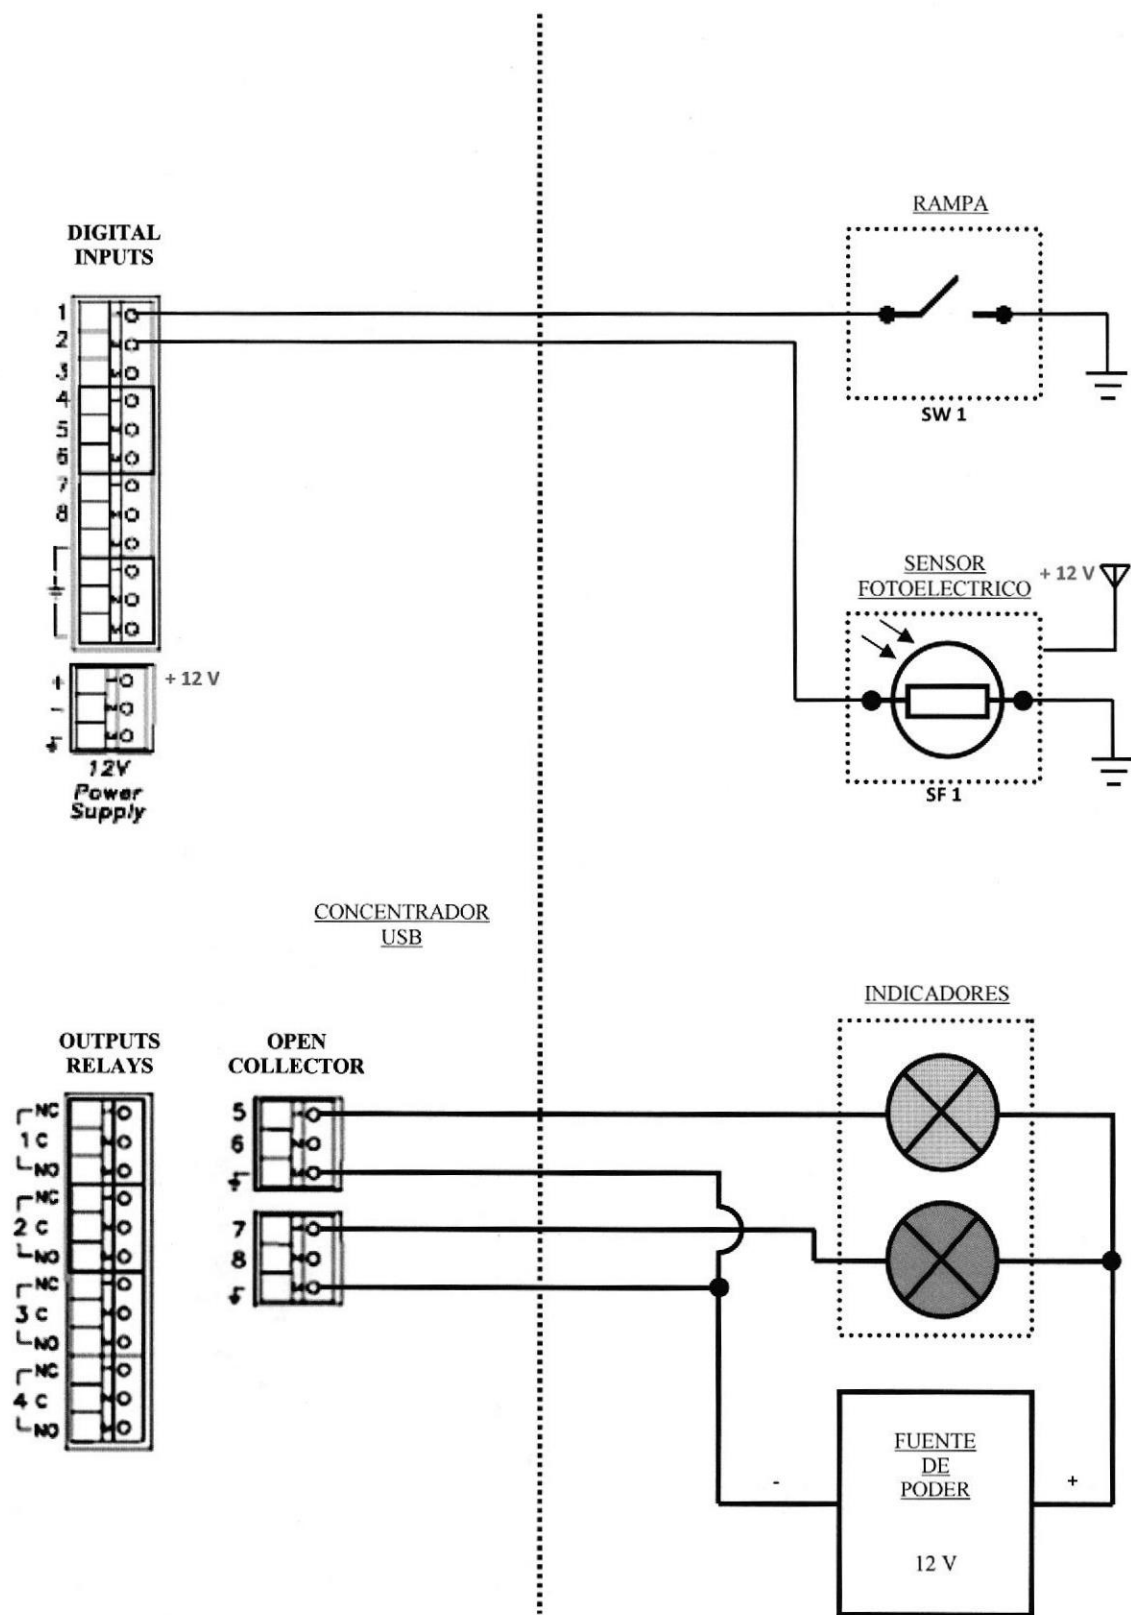 RAMPA
DIGITAL
INPUTS
1
2
3
4
5
6
7
8
SW 1
SENSOR
FOTOELECTRICO
+ 12 V
+
-
+ 12 V
12V
Power
Supply
SF 1
CONCENTRADOR
USB
INDICADORES
OUTPUTS
RELAYS
OPEN
COLLECTOR
NC
1 C
NO
NC
2 C
NO
NC
3 C
NO
NC
4 C
NO
5
6
7
8
FUENTE
DE
PODER
12 V
-
+